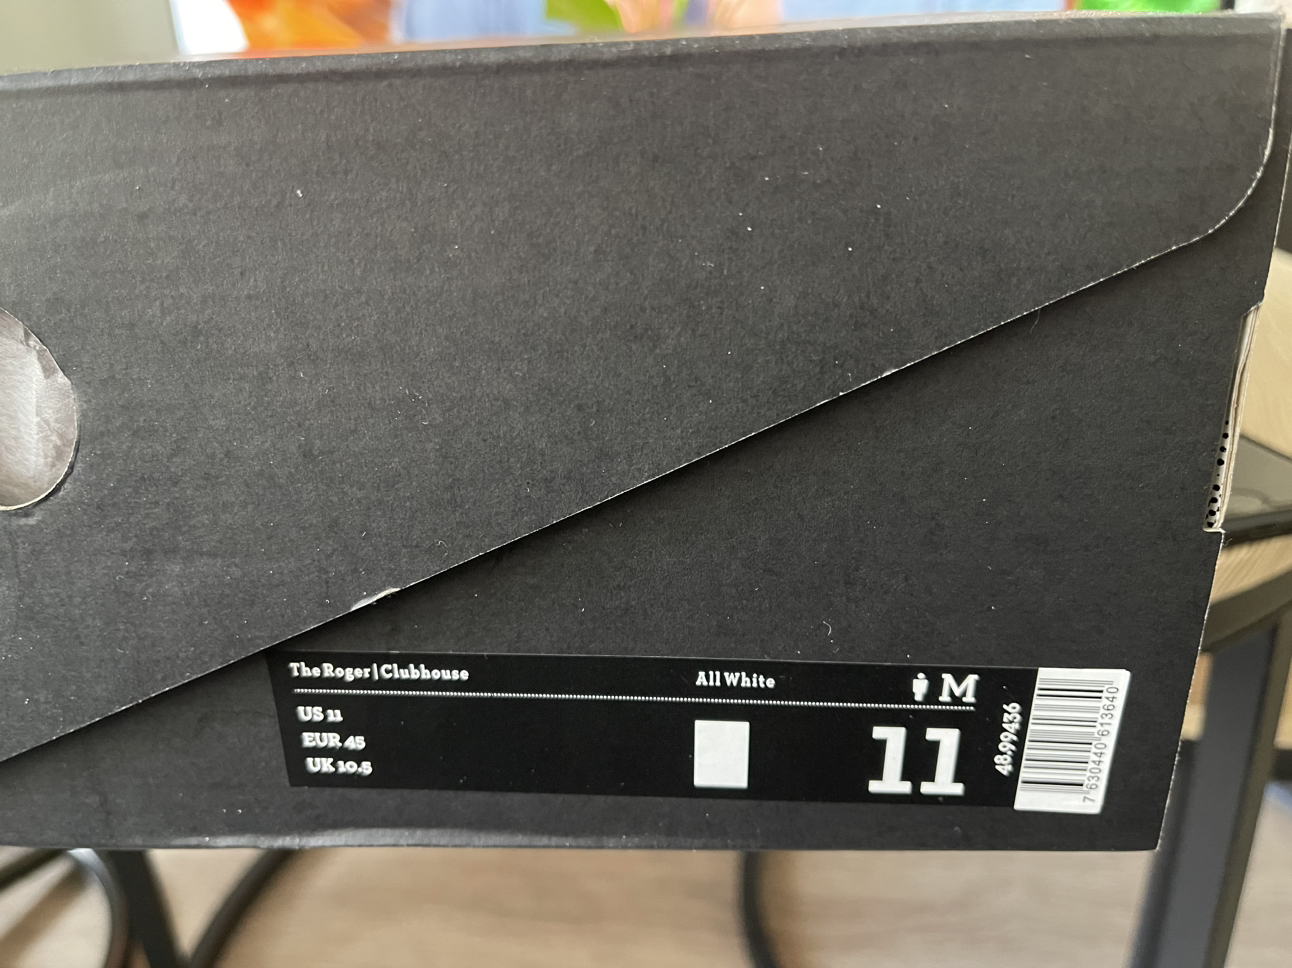 The Roger | Clubhouse
All White
M
US 11
EUR 45
UK 10.5
11
48.99436
7 630440 613640